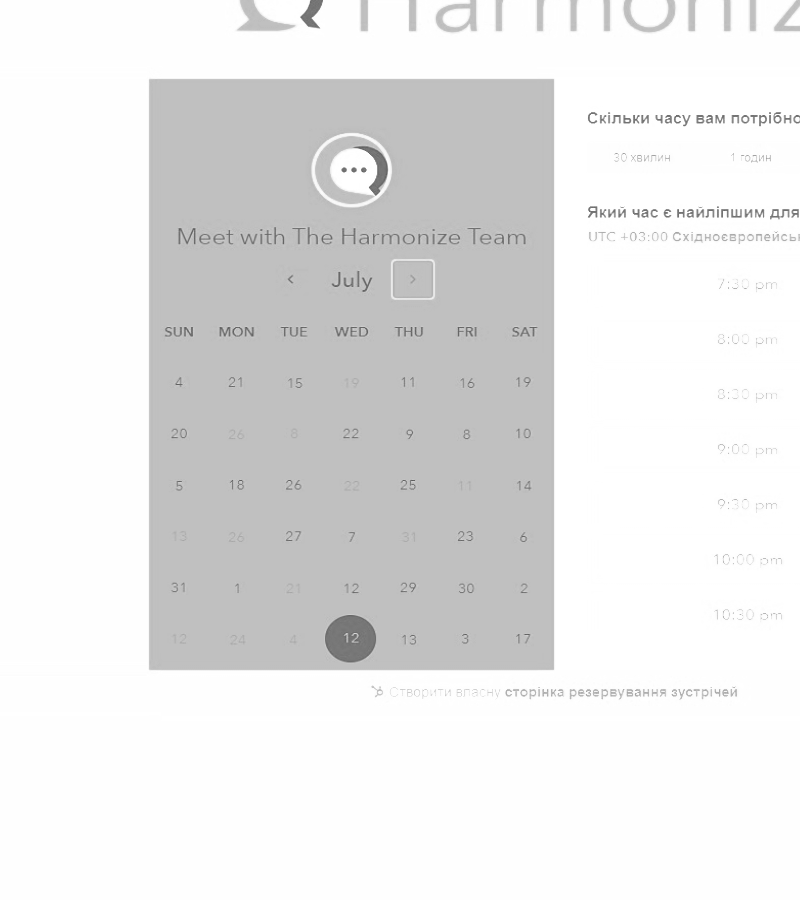 Harmoniz
Meet with The Harmonize Team
July
SUN MON TUE WED THU FRI SAT
4 21 15 19 11 16 19
20 26 8 22 9 8 10
5 18 26 22 25 11 14
13 26 27 7 31 23 6
31 1 21 12 29 30 2
12 24 4 12 13 3 17
Скільки часу вам потрібно
30 хвилин 1 годин
Який час є найліпшим для
UTC +03:00 Східноєвропейсь
7:30 pm
8:00 pm
8:30 pm
9:00 pm
9:30 pm
10:00 pm
10:30 pm
Створити власну сторінка резервування зустрічей